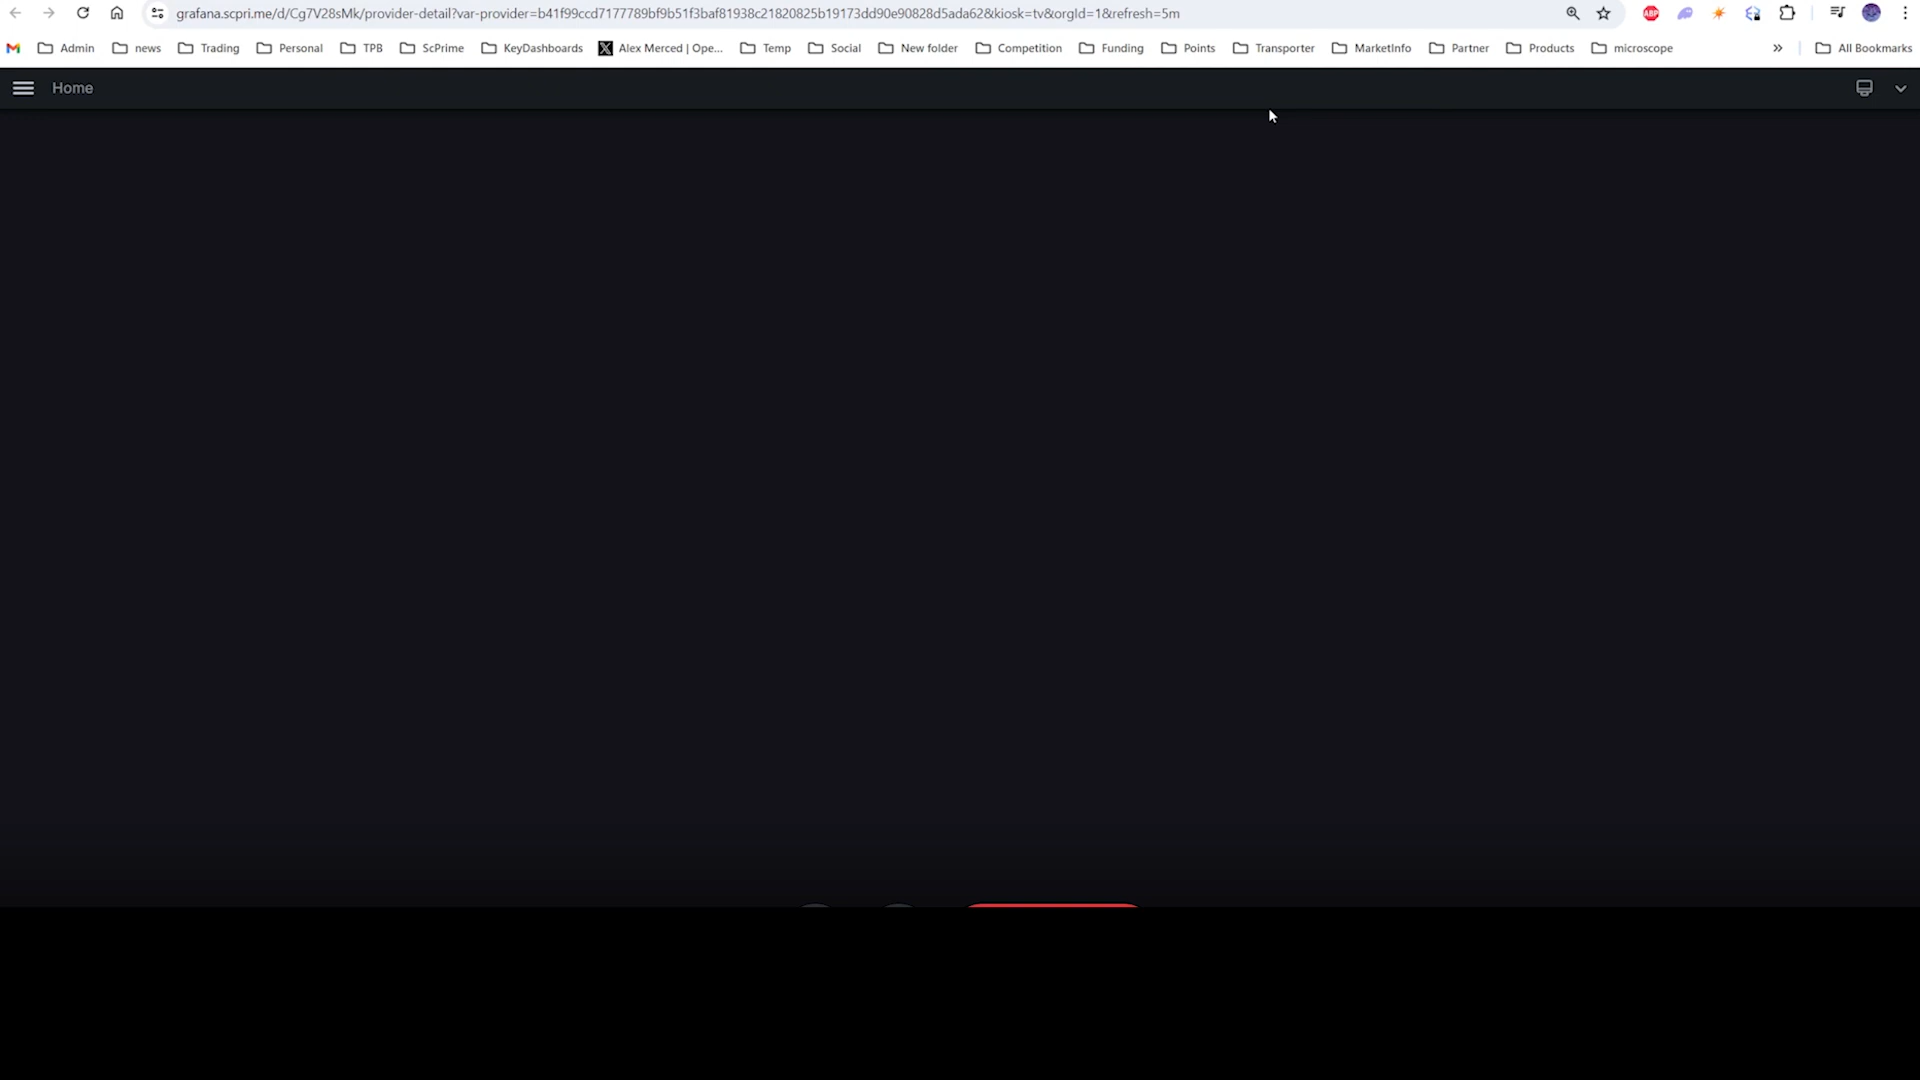 grafana.scpri.me/d/Cg7V28sMk/provider-detail?var-provider=b41f99ccd7177789bf9b51f3baf81938c21820825b19173dd90e90828d5ada62&kiosk=tv&orgId=1&refresh=5m
ABP
Admin news Trading Personal TPB ScPrime KeyDashboards Alex Merced | Ope... Temp Social New folder Competition Funding Points Transporter MarketInfo Partner Products microscope » All Bookmarks
Home